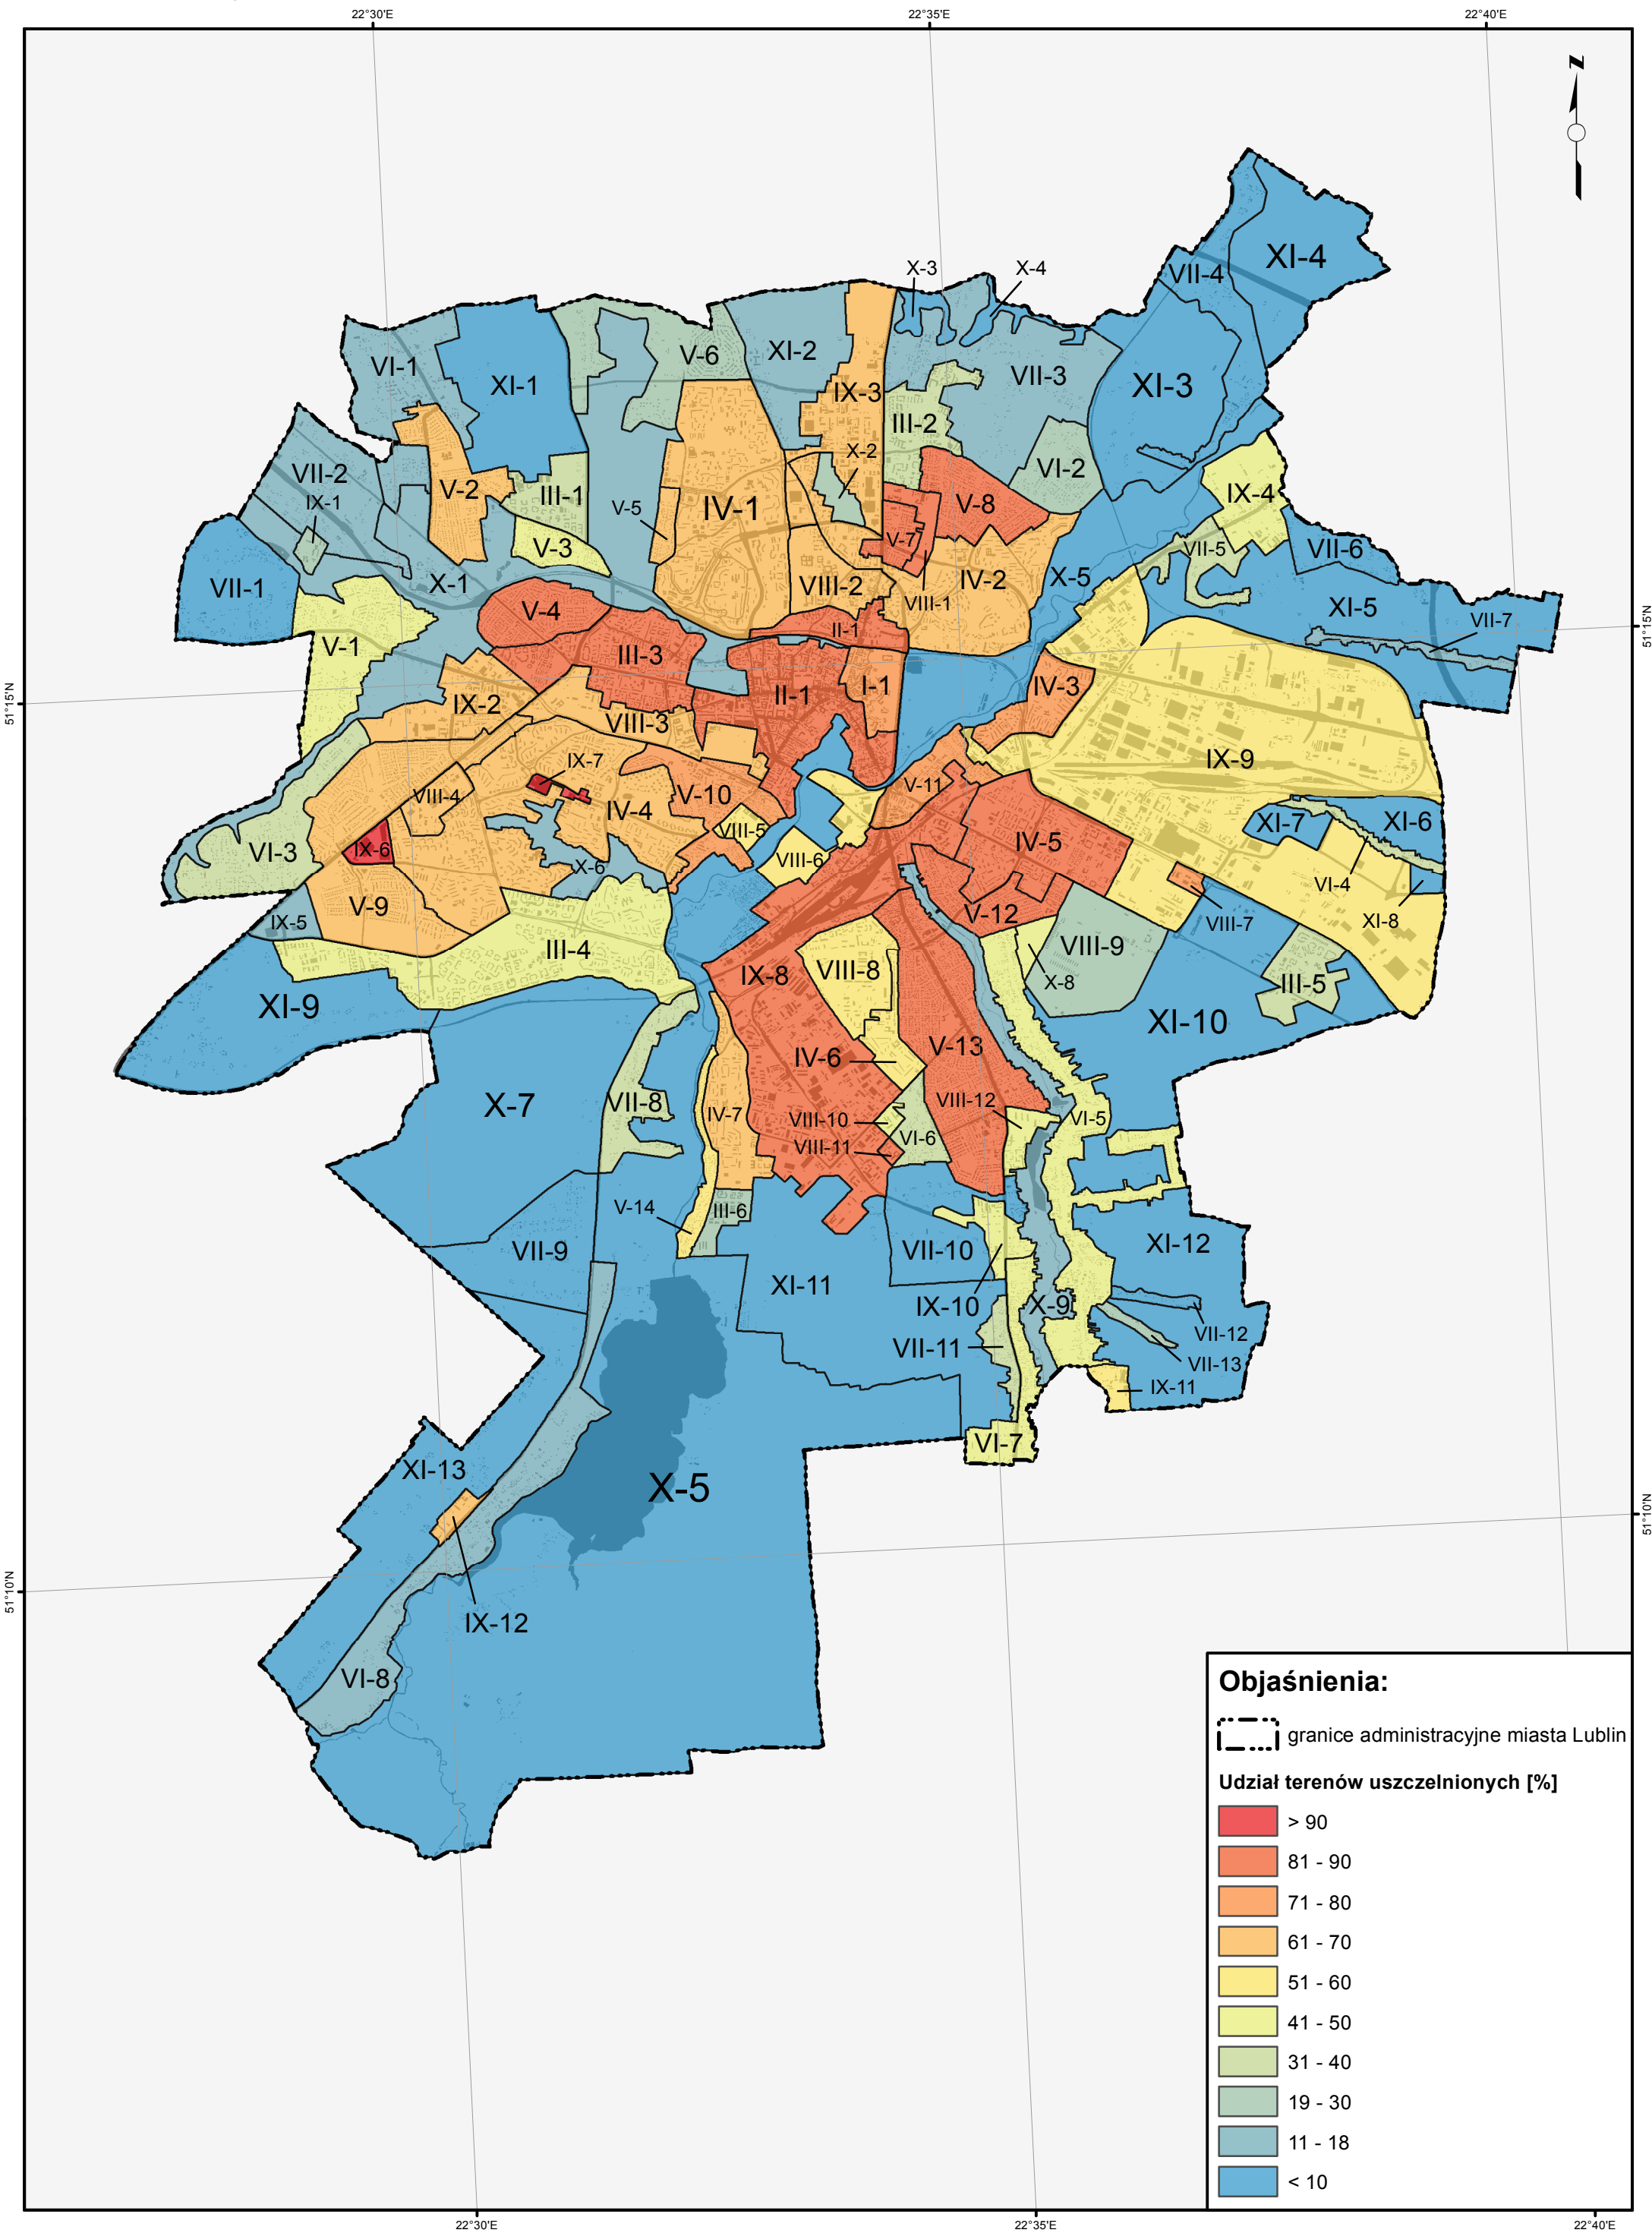 22°30'E
22°35'E
22°40'E
N
XI-4
VII-4
X-3
X-4
VI-1
XI-1
V-6
XI-2
IX-3
VII-3
XI-3
III-2
X-2
VI-2
VII-2
IX-1
V-2
III-1
V-5
IV-1
V-8
IX-4
V-3
V-7
VII-5
VII-6
VII-1
X-1
VIII-2
VIII-1
IV-2
X-5
XI-5
VII-7
51°15'N
V-4
II-1
V-1
III-3
II-1
I-1
IV-3
51°15'N
IX-2
VIII-3
IX-7
IX-9
VIII-4
IV-4
V-10
V-11
VIII-5
XI-7
XI-6
VI-3
IX-6
X-6
VIII-6
IV-5
VI-4
V-9
IX-5
V-12
VIII-7
XI-8
III-4
VIII-9
IX-8
VIII-8
X-8
III-5
XI-9
XI-10
IV-6
V-13
X-7
VII-8
IV-7
VIII-10
VIII-12
VI-5
VIII-11
VI-6
V-14
III-6
VII-9
VII-10
XI-12
XI-11
IX-10
X-9
VII-12
VII-11
VII-13
IX-11
VI-7
XI-13
X-5
51°10'N
51°10'N
IX-12
VI-8
Objaśnienia:
granice administracyjne miasta Lublin
Udział terenów uszczelnionych [%]
> 90
81 - 90
71 - 80
61 - 70
51 - 60
41 - 50
31 - 40
19 - 30
11 - 18
< 10
22°30'E
22°35'E
22°40'E